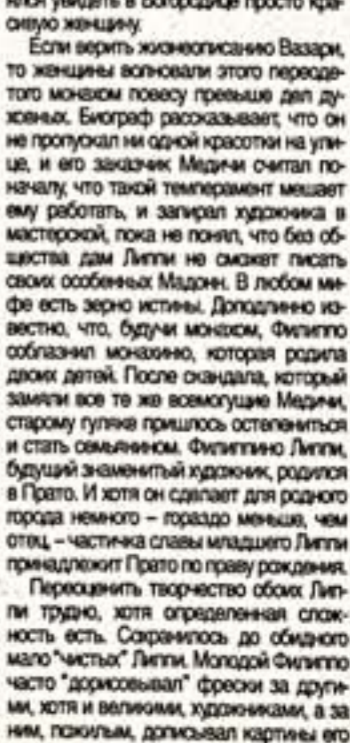 ился увидеть в Богородице просто кра-
сивую женщину.
Если верить жизнеописанию Вазари,
то женщины волновали этого переоде-
того монахом повесу превыше дел ду-
ховных. Биограф рассказывает, что он
не пропускал ни одной красотки на ули-
це, и его заказчик Медичи считал по-
началу, что такой темперамент мешает
ему работать, и запирал художника в
мастерской, пока не понял, что без об-
щества дам Липпи не сможет писать
своих особенных Мадонн. В любом ми-
фе есть зерно истины. Доподлинно из-
вестно, что, будучи монахом, Филиппо
соблазнил монахиню, которая родила
двоих детей. После скандала, который
замяли все те же всемогущие Медичи,
старому гуляке пришлось остепениться
и стать семьянином. Филиппино Липпи,
будущий знаменитый художник, родился
в Прато. И хотя он сделает для родного
города немного – гораздо меньше, чем
отец, – частичка славы младшего Липпи
принадлежит Прато по праву рождения.
Переоценить творчество обоих Лип-
пи трудно, хотя определенная слож-
ность есть. Сохранилось до обидного
мало "чистых" Липпи. Молодой Филиппо
часто "дорисовывал" фрески за други-
ми, хотя и великими, художниками, а за
ним, пожилым, дописывал картины его